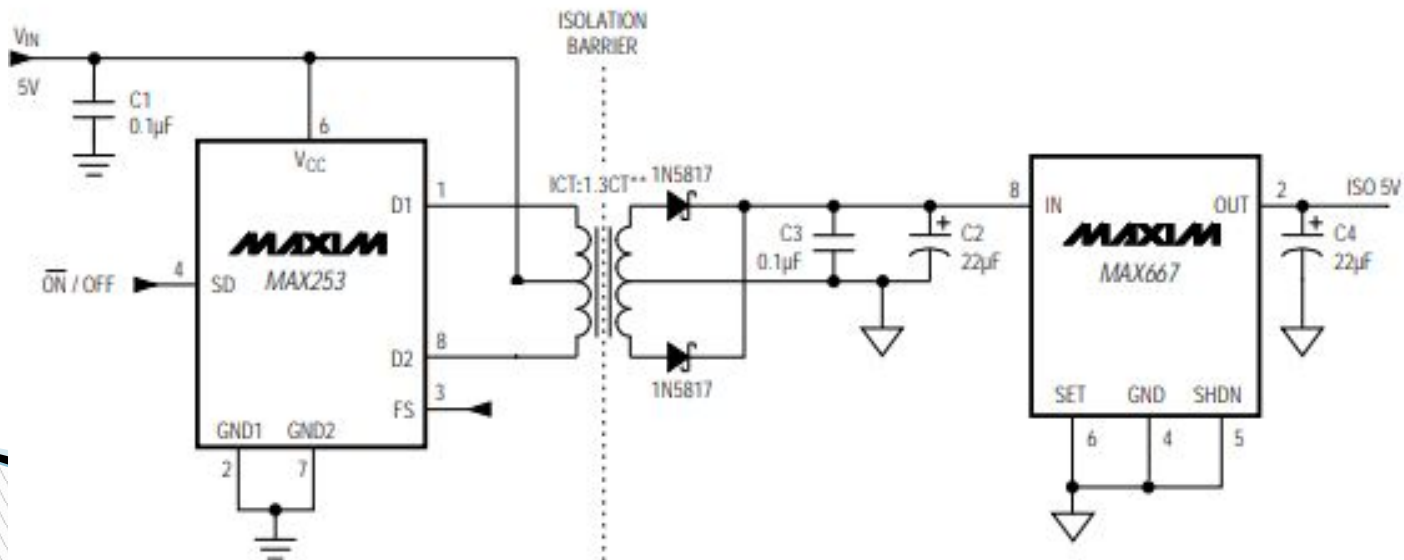 ISOLATION
BARRIER
VIN
5V
C1
0.1µF
6
VCC
ICT:1.3CT**
1N5817
1
D1
8
IN
OUT
2
ISO 5V
MAXIM
MAX253
C3
0.1µF
C2
22µF
MAXIM
MAX667
C4
22µF
ON / OFF
4
SD
D2
8
1N5817
FS
3
GND1
GND2
2
7
SET
GND
SHDN
6
4
5
+
+